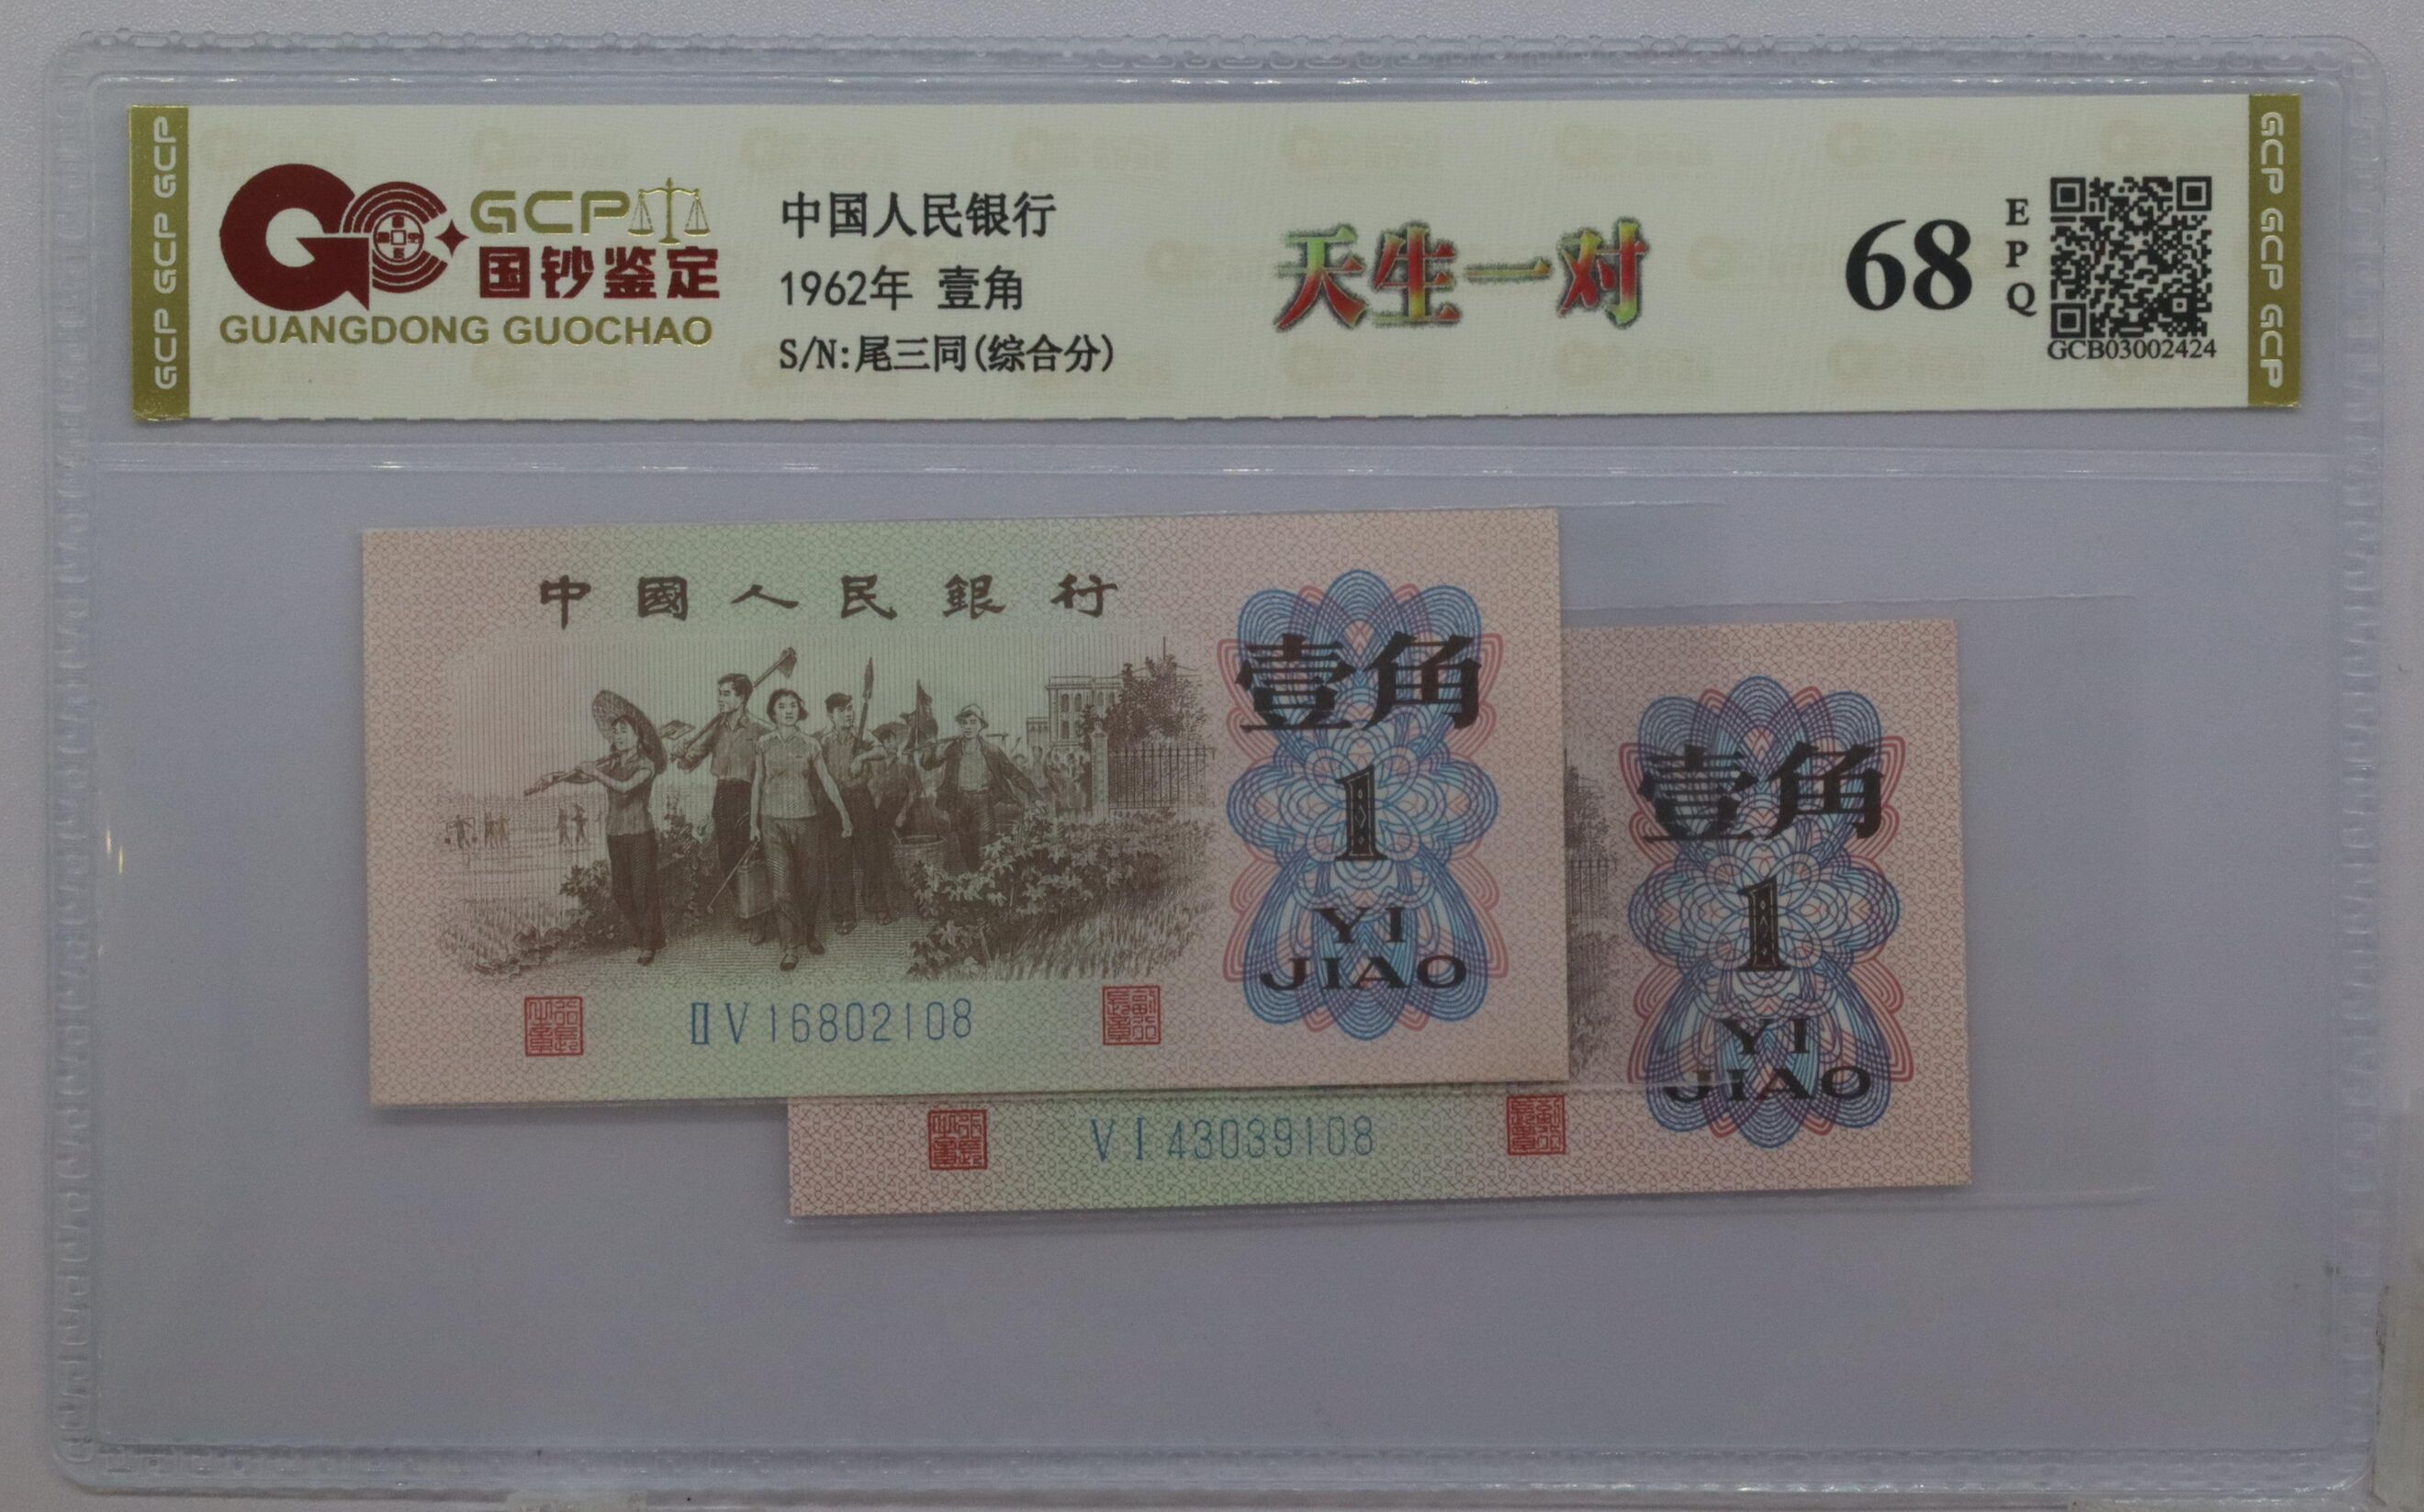 GCP GCP GCP
GCP
国钞鉴定
GUANGDONG GUOCHAO
中国人民银行
1962年 壹角
S/N:尾三同(综合分)
天生一对
68
EPQ
GCB03002424
GCP GCP GCP
中國人民銀行
壹角
1
YI
JIAO
ⅡⅤ16802108
壹角
1
YI
JIAO
ⅤⅠ43039108